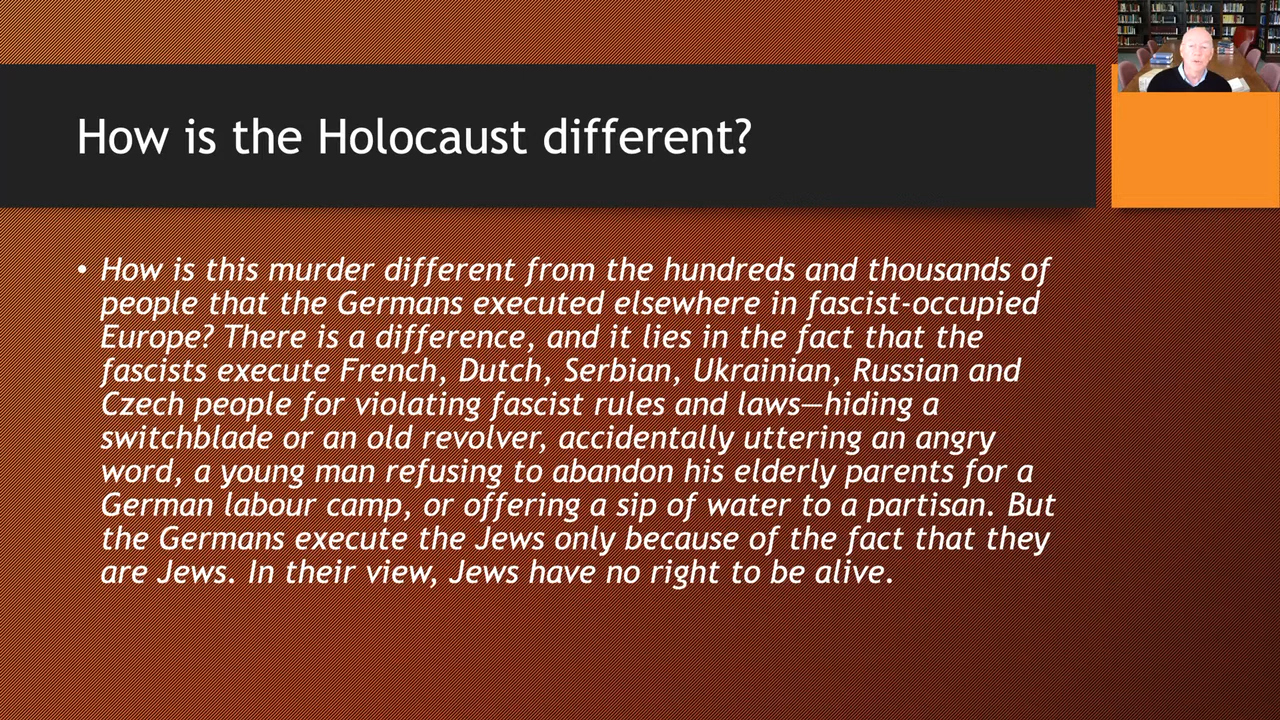 How is the Holocaust different?
• How is this murder different from the hundreds and thousands of
people that the Germans executed elsewhere in fascist-occupied
Europe? There is a difference, and it lies in the fact that the
fascists execute French, Dutch, Serbian, Ukrainian, Russian and
Czech people for violating fascist rules and laws—hiding a
switchblade or an old revolver, accidentally uttering an angry
word, a young man refusing to abandon his elderly parents for a
German labour camp, or offering a sip of water to a partisan. But
the Germans execute the Jews only because of the fact that they
are Jews. In their view, Jews have no right to be alive.